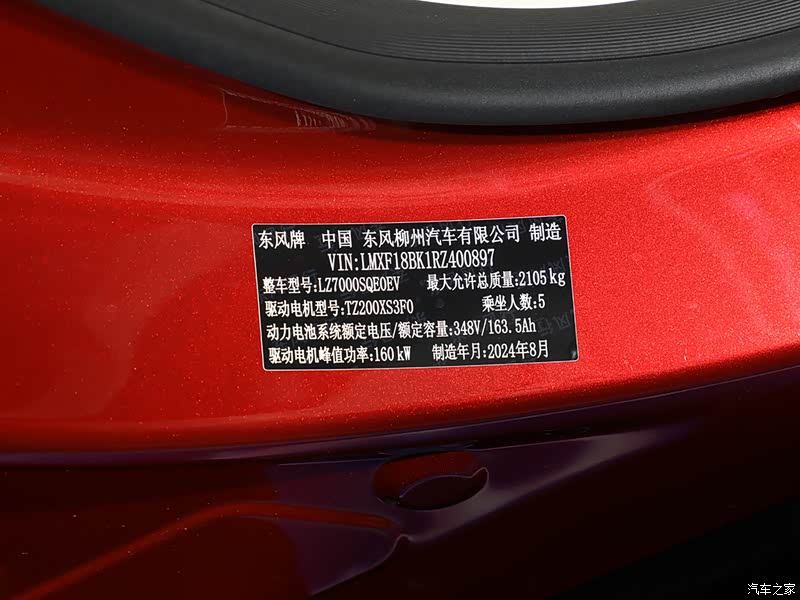 东风牌 中国 东风柳州汽车有限公司 制造
VIN:LMXF18BK1RZ400897
整车型号:LZ7000SQE0EV 最大允许总质量:2105kg
驱动电机型号:TZ200XS3F0 乘坐人数:5
动力电池系统额定电压/额定容量:348V/163.5Ah
驱动电机峰值功率:160kW 制造年月:2024年8月
汽车之家